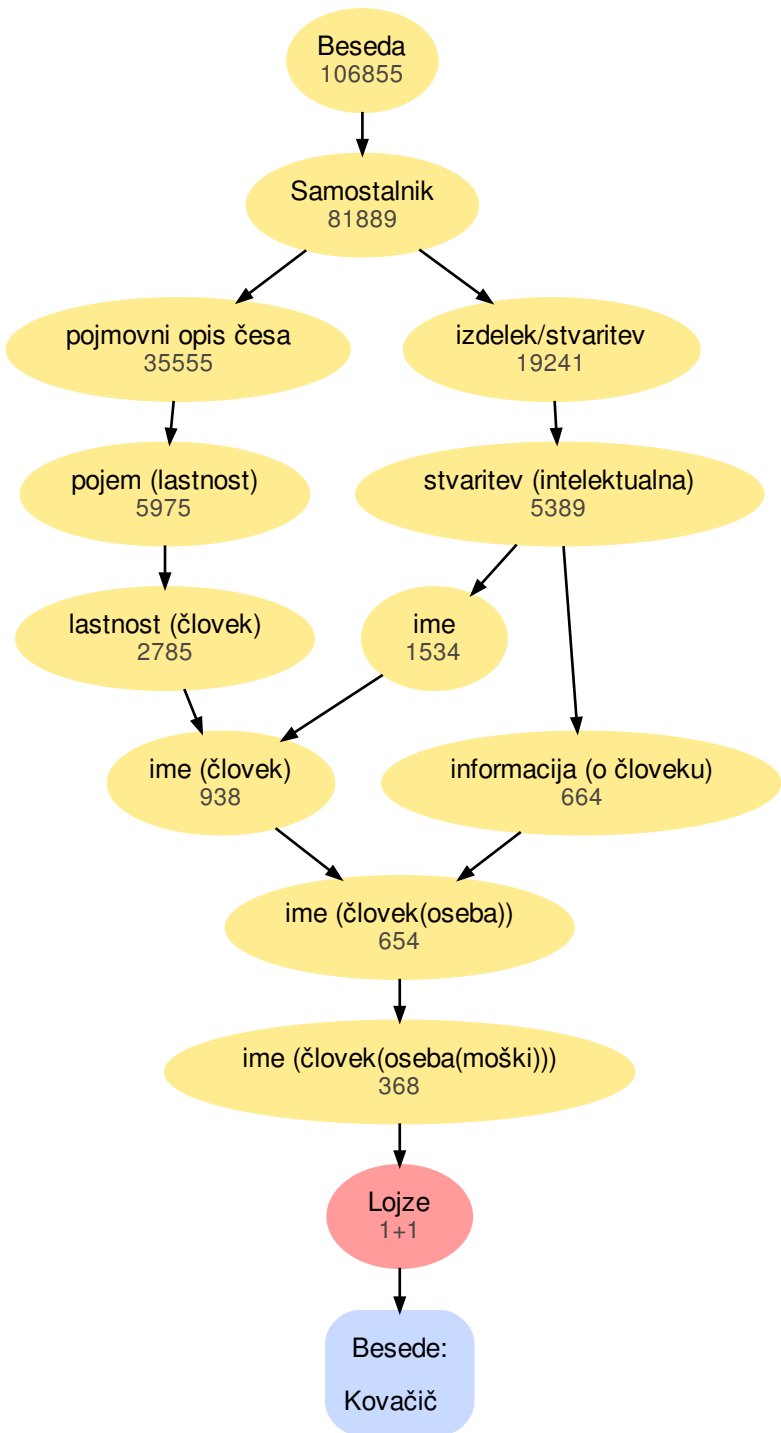 Beseda
106855
Samostalnik
81889
pojmovni opis česa
35555
izdelek/stvaritev
19241
pojem (lastnost)
5975
stvaritev (intelektualna)
5389
lastnost (človek)
2785
ime
1534
ime (človek)
938
informacija (o človeku)
664
ime (človek(oseba))
654
ime (človek(oseba(moški)))
368
Lojze
1+1
Besede:
Kovačič